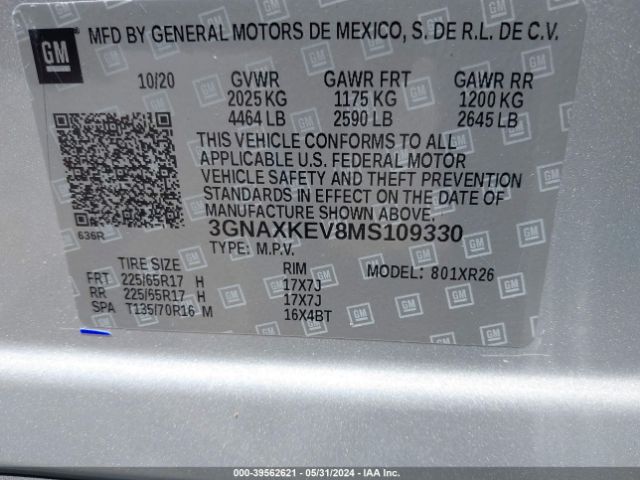 GM
MFD BY GENERAL MOTORS DE MEXICO, S. DE R.L. DE C.V.
10/20 GVWR GAWR FRT GAWR RR
2025 KG 1175 KG 1200 KG
4464 LB 2590 LB 2645 LB
THIS VEHICLE CONFORMS TO ALL
APPLICABLE U.S. FEDERAL MOTOR
VEHICLE SAFETY AND THEFT PREVENTION
STANDARDS IN EFFECT ON THE DATE OF
MANUFACTURE SHOWN ABOVE.
636R 3GNAXKEV8MS109330
TYPE: M.P.V.
TIRE SIZE RIM MODEL: 801XR26
FRT 225/65R17 H 17X7J
RR 225/65R17 H 17X7J
SPA T135/70R16 M 16X4BT
000-39562621 - 05/31/2024 - IAA Inc.